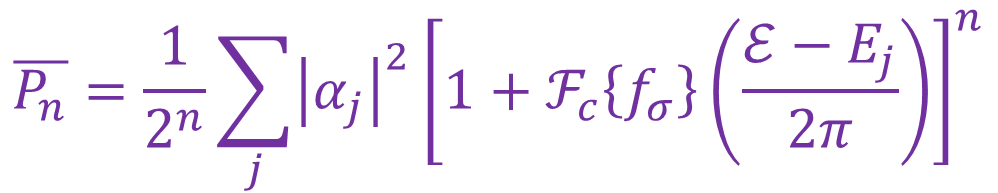 $\overline{P_n} = \frac{1}{2^n} \sum_j |\alpha_j|^2 \left[ 1 + \mathcal{F}_c\{f_\sigma\} \left( \frac{\mathcal{E} - E_j}{2\pi} \right) \right]^n$